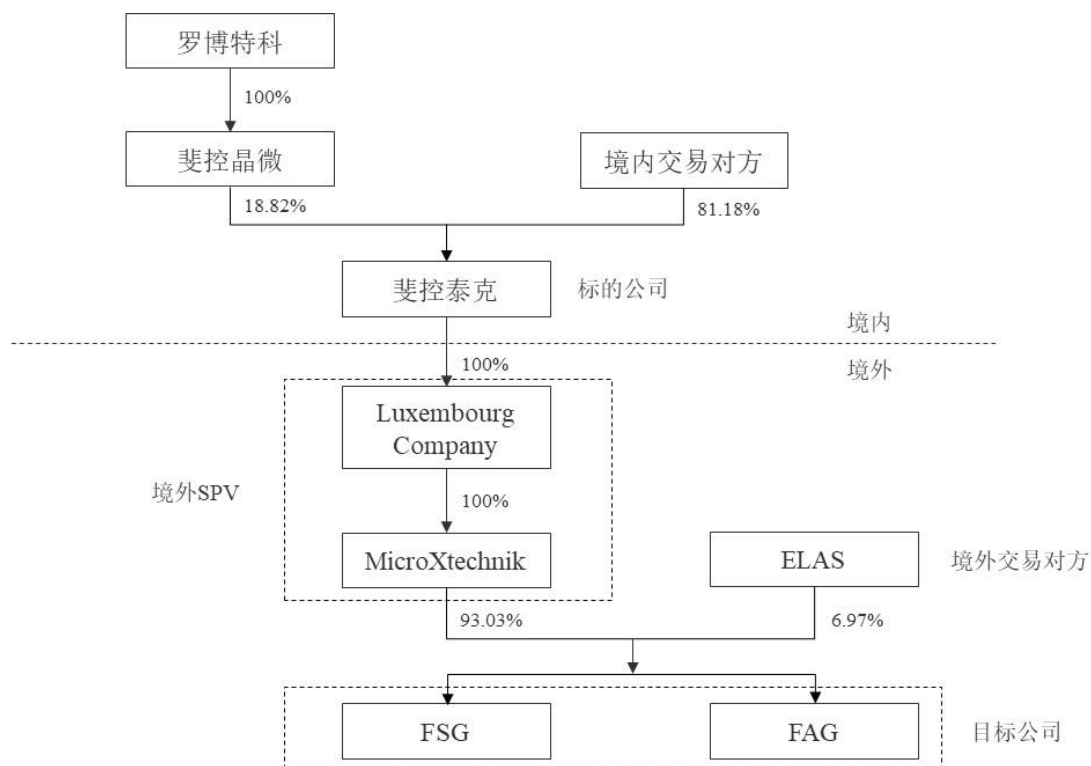 罗博特科
100%
斐控晶微
境内交易对方
18.82%
81.18%
斐控泰克
标的公司
境内
100%
境外
Luxembourg
Company
境外SPV
100%
MicroXtechnik
ELAS
境外交易对方
93.03%
6.97%
FSG
FAG
目标公司